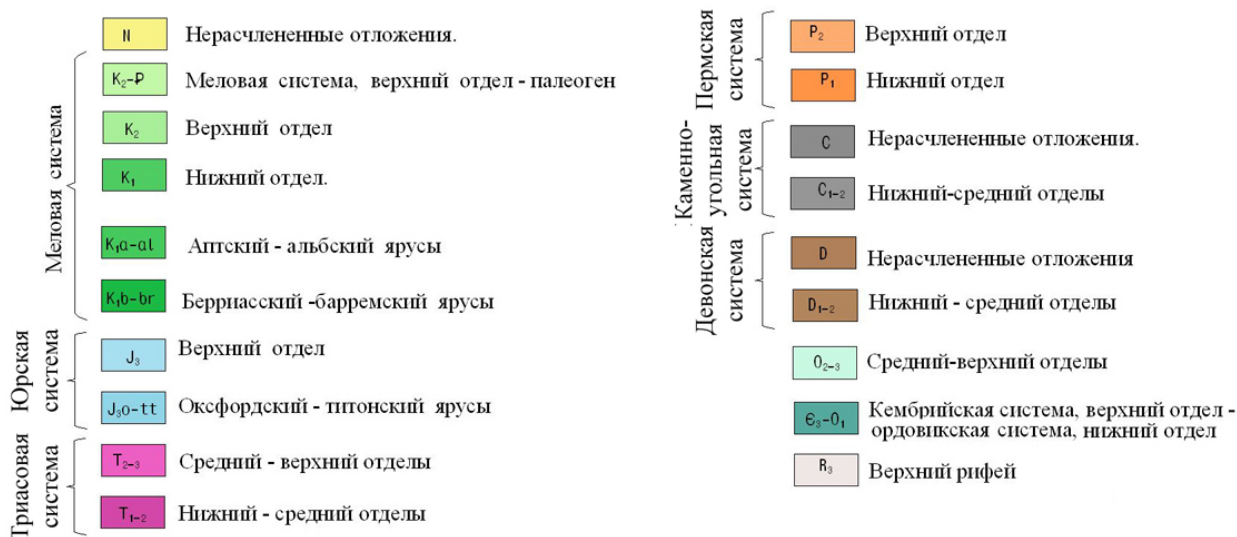 N Нерасчлененные отложения.
Меловая система
K₂-₽ Меловая система, верхний отдел - палеоген
K₂ Верхний отдел
K₁ Нижний отдел.
K₁a-al Аптский - альбский ярусы
K₁b-br Берриасский -барремский ярусы
Юрская система
J₃ Верхний отдел
J₃o-tt Оксфордский - титонский ярусы
Триасовая система
T₂₋₃ Средний - верхний отделы
T₁₋₂ Нижний - средний отделы
Пермская система
P₂ Верхний отдел
P₁ Нижний отдел
Каменно-
угольная
система
C Нерасчлененные отложения.
C₁₋₂ Нижний-средний отделы
Девонская
система
D Нерасчлененные отложения
D₁₋₂ Нижний - средний отделы
O₂₋₃ Средний-верхний отделы
Є₃-O₁ Кембрийская система, верхний отдел -
ордовикская система, нижний отдел
R₃ Верхний рифей